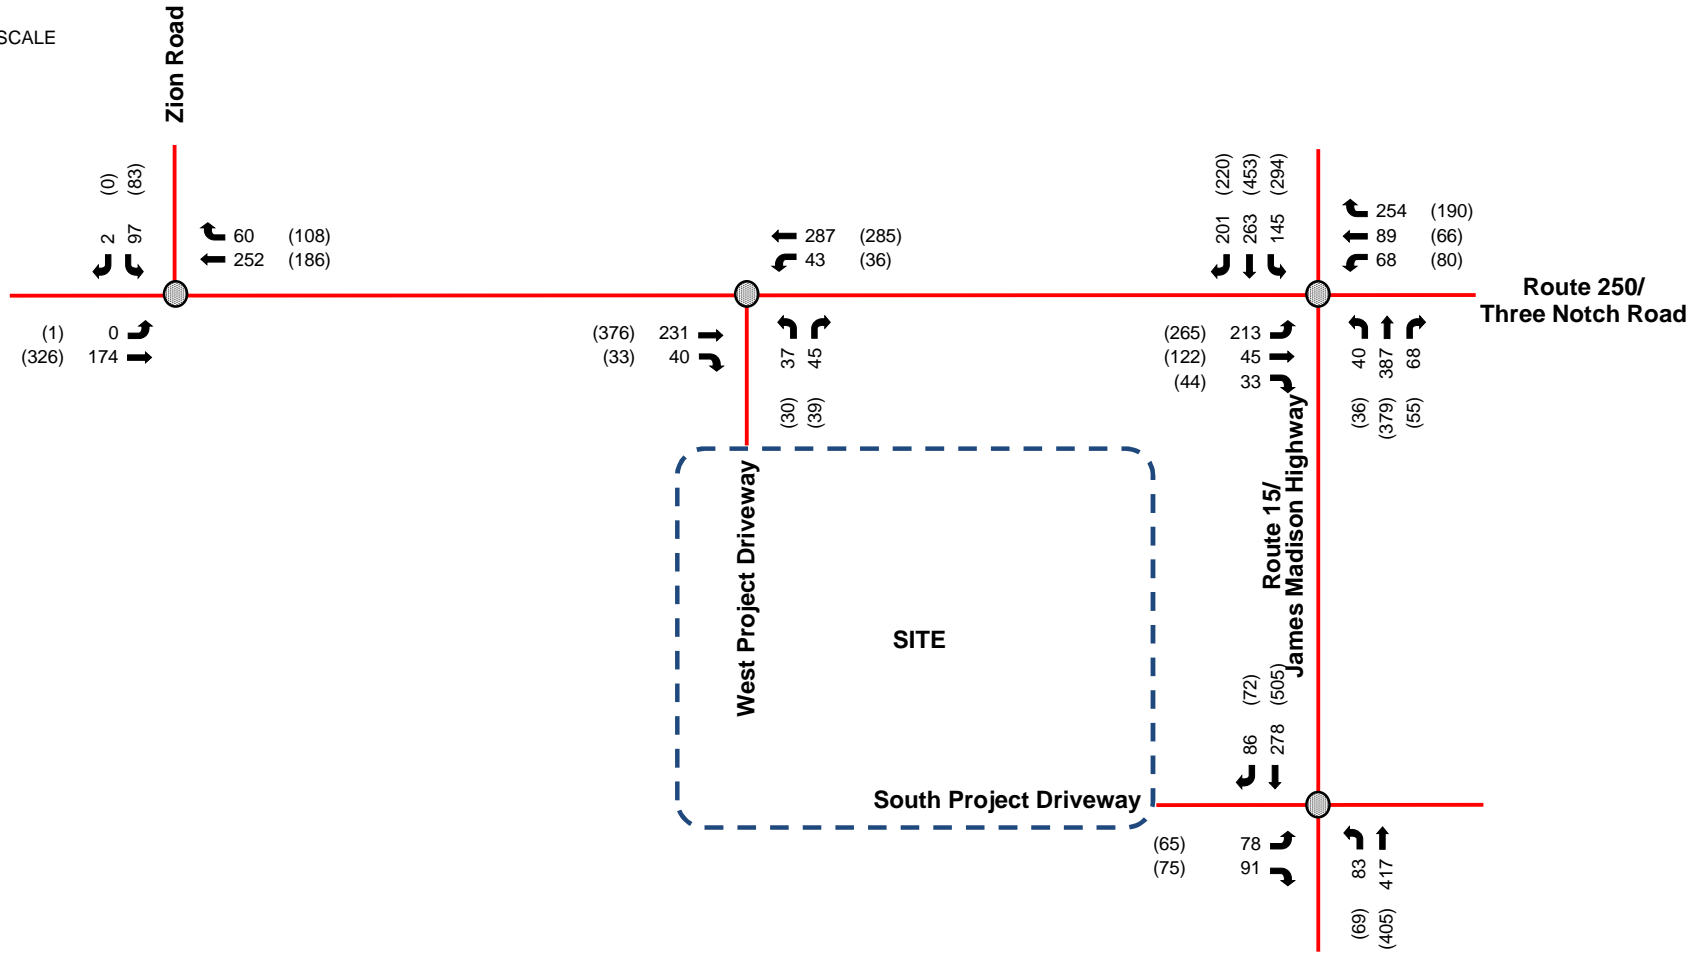 SCALE
Zion Road
(0) (83)
2 97
60 (108)
252 (186)
(1) 0
(326) 174
287 (285)
43 (36)
(376) 231
(33) 40
37 45
(30) (39)
(220) (453) (294)
201 263 145
254 (190)
89 (66)
68 (80)
Route 250/
Three Notch Road
(265) 213
(122) 45
(44) 33
40 387 68
(36) (379) (55)
Route 15/
James Madison Highway
West Project Driveway
SITE
South Project Driveway
(72) (505)
86 278
(65) 78
(75) 91
83 417
(69) (405)